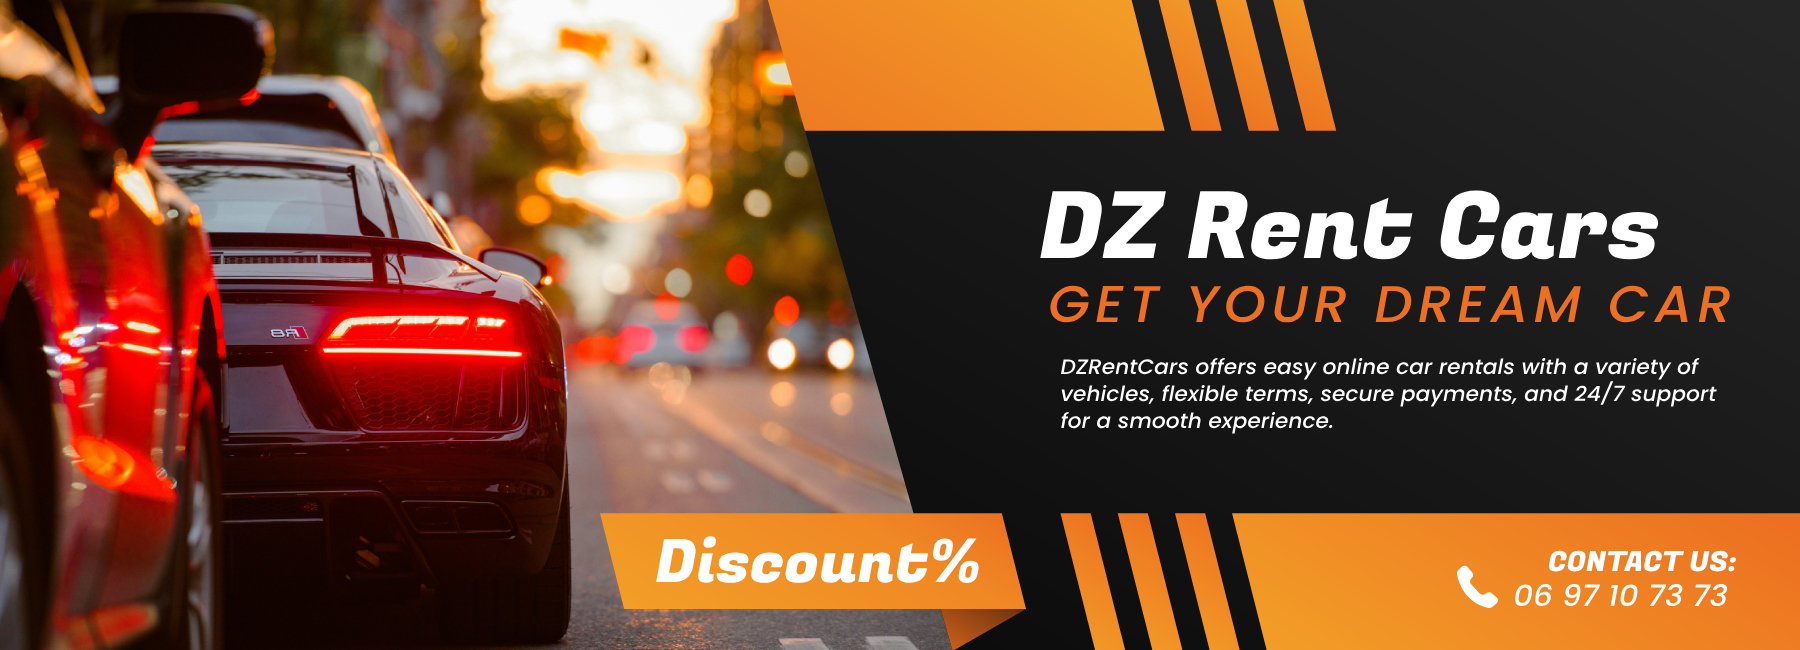 DZ Rent Cars
GET YOUR DREAM CAR
DZRentCars offers easy online car rentals with a variety of
vehicles, flexible terms, secure payments, and 24/7 support
for a smooth experience.
Discount%
CONTACT US:
06 97 10 73 73